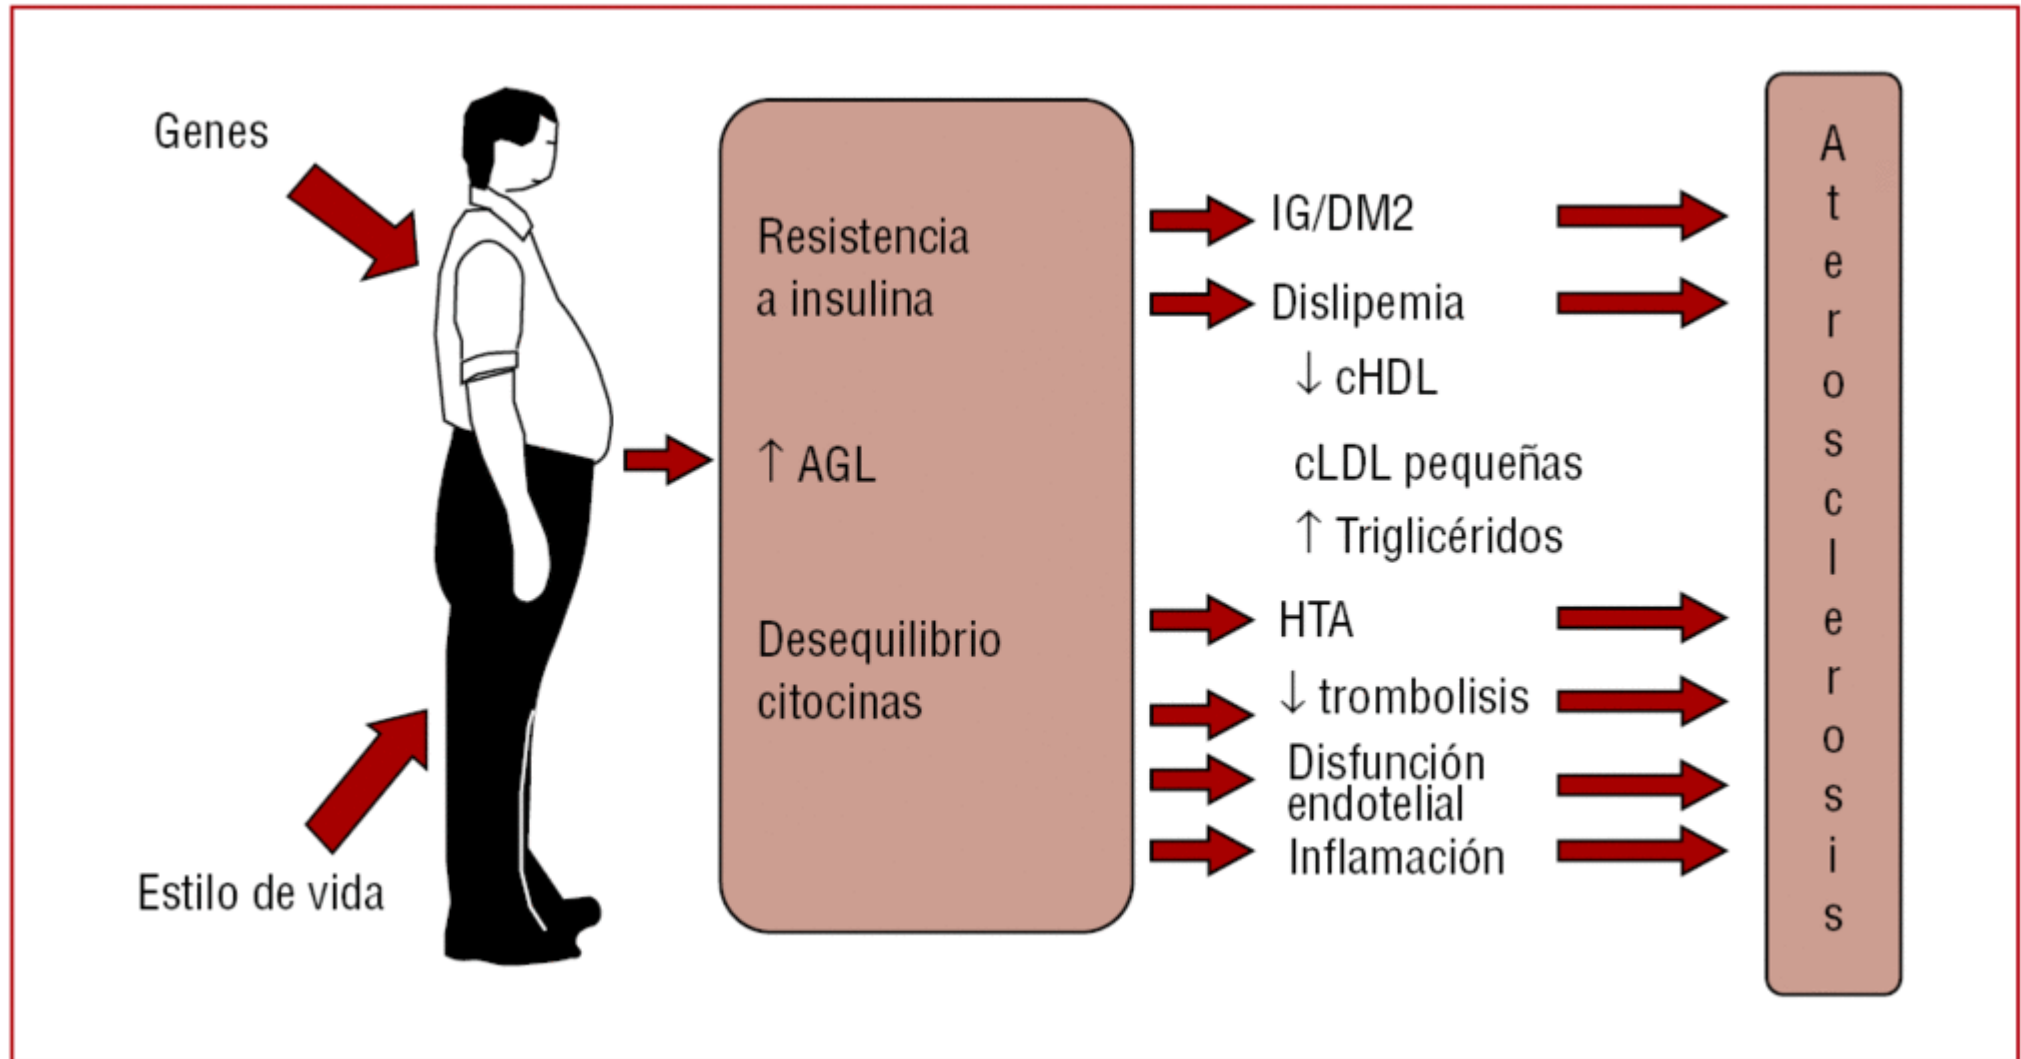 Genes
Estilo de vida
Resistencia
a insulina
↑ AGL
Desequilibrio
citocinas
IG/DM2
Dislipemia
↓ cHDL
cLDL pequeñas
↑ Triglicéridos
HTA
↓ trombolisis
Disfunción
endotelial
Inflamación
Aterosclerosis